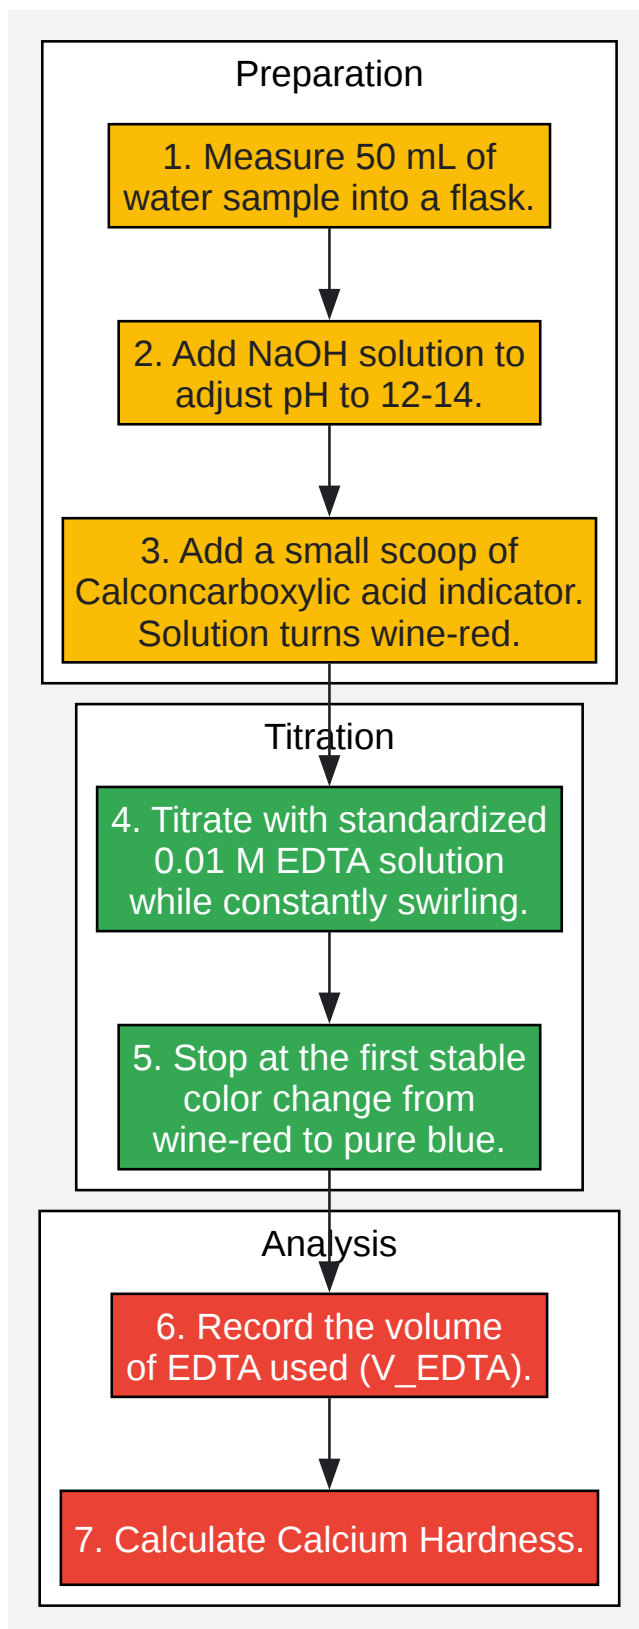 Preparation
1. Measure 50 mL of
water sample into a flask.
2. Add NaOH solution to
adjust pH to 12-14.
3. Add a small scoop of
Calconcarboxylic acid indicator.
Solution turns wine-red.
Titration
4. Titrate with standardized
0.01 M EDTA solution
while constantly swirling.
5. Stop at the first stable
color change from
wine-red to pure blue.
Analysis
6. Record the volume
of EDTA used (V_EDTA).
7. Calculate Calcium Hardness.